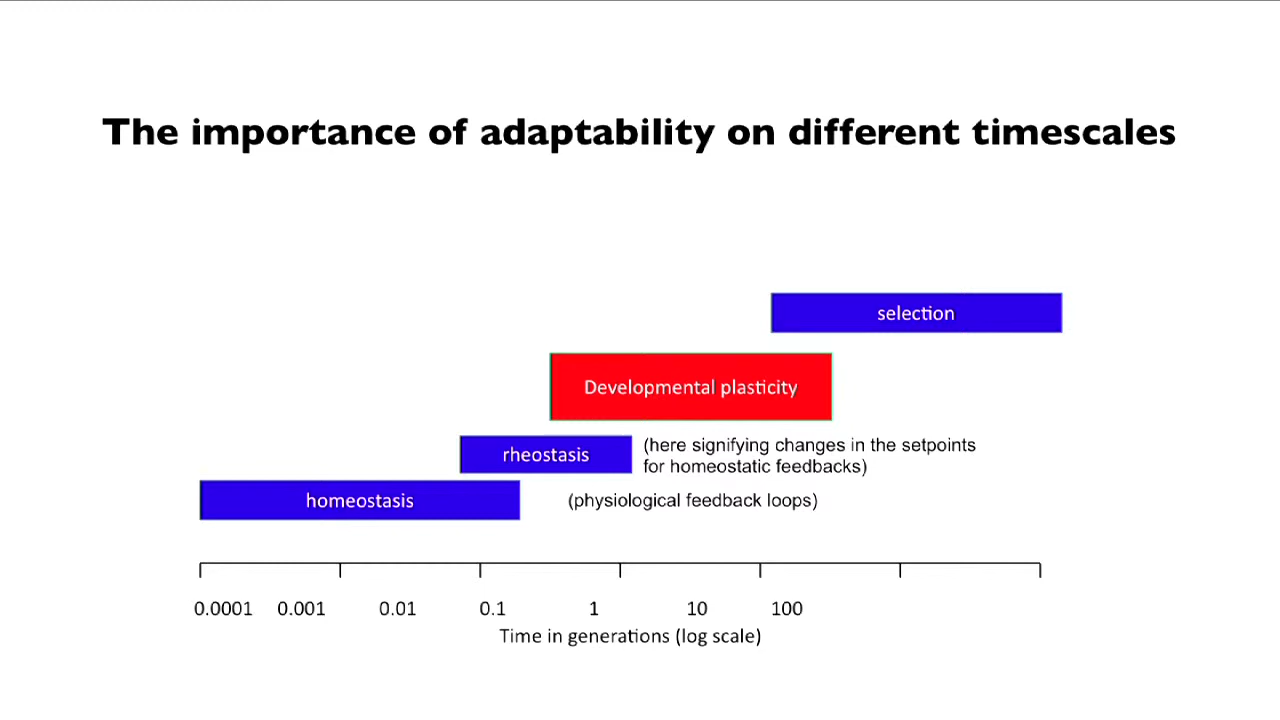 The importance of adaptability on different timescales
selection
Developmental plasticity
rheostasis
(here signifying changes in the setpoints
for homeostatic feedbacks)
homeostasis
(physiological feedback loops)
0.0001 0.001 0.01 0.1 1 10 100
Time in generations (log scale)